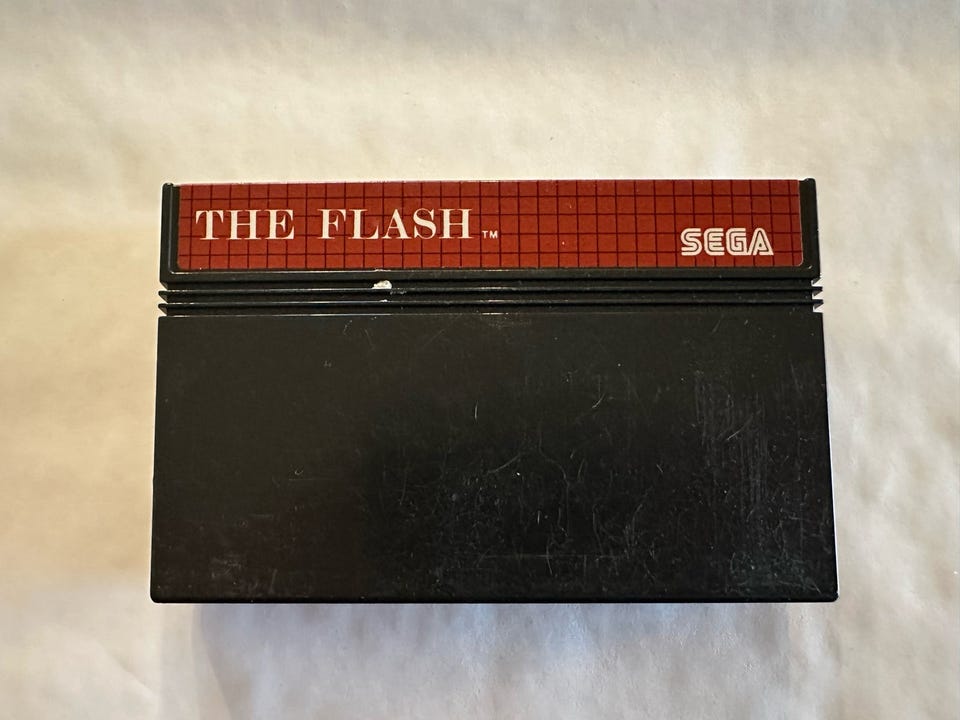 THE FLASH™
SEGA